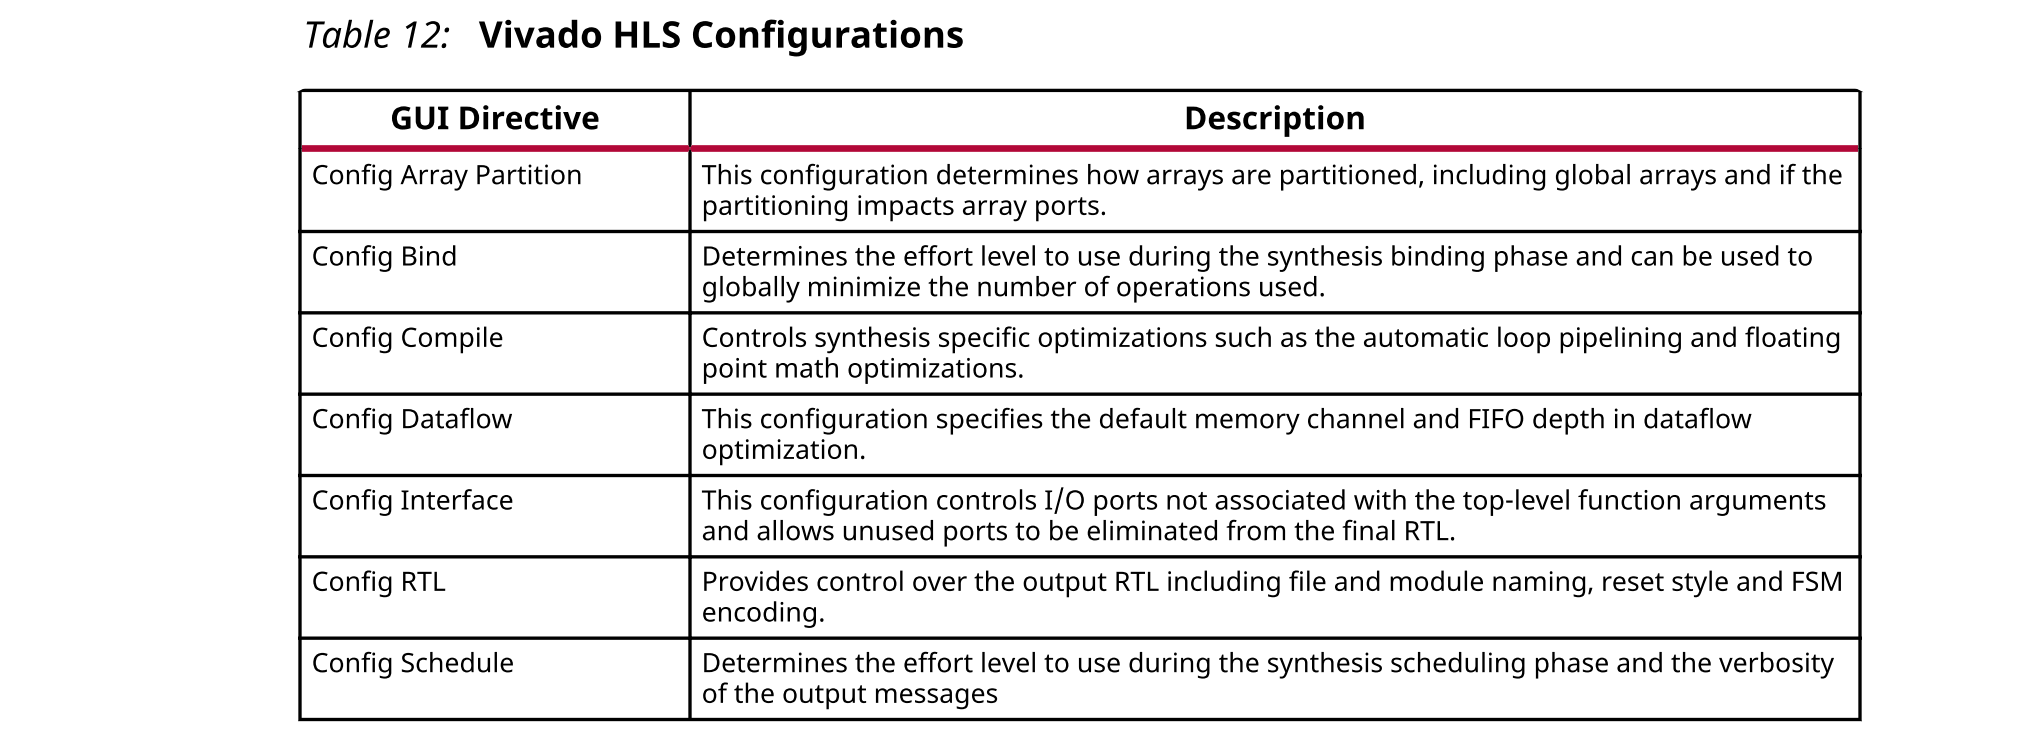 Table 12: Vivado HLS Configurations
GUI Directive Description
Config Array Partition This configuration determines how arrays are partitioned, including global arrays and if the
partitioning impacts array ports.
Config Bind Determines the effort level to use during the synthesis binding phase and can be used to
globally minimize the number of operations used.
Config Compile Controls synthesis specific optimizations such as the automatic loop pipelining and floating
point math optimizations.
Config Dataflow This configuration specifies the default memory channel and FIFO depth in dataflow
optimization.
Config Interface This configuration controls I/O ports not associated with the top-level function arguments
and allows unused ports to be eliminated from the final RTL.
Config RTL Provides control over the output RTL including file and module naming, reset style and FSM
encoding.
Config Schedule Determines the effort level to use during the synthesis scheduling phase and the verbosity
of the output messages